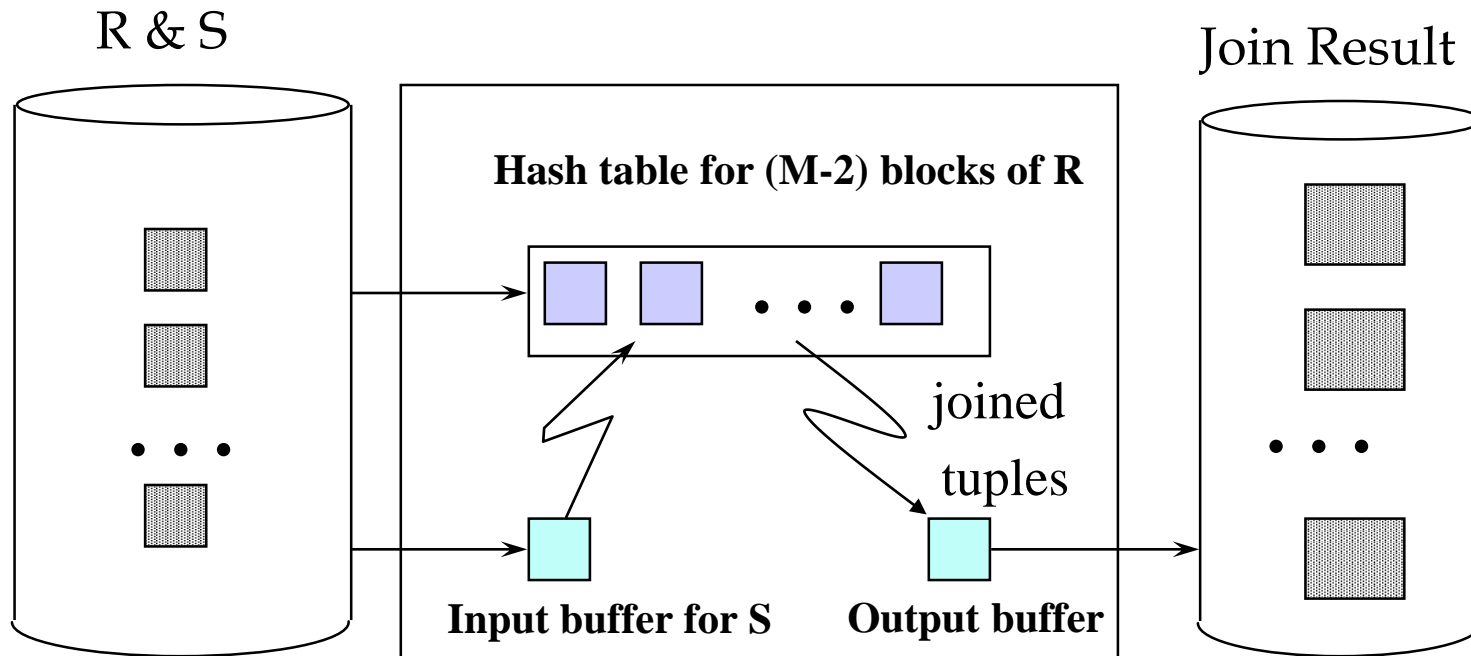 R & S
Join Result
Hash table for (M-2) blocks of R
• • •
joined
tuples
• • •
• • •
Input buffer for S
Output buffer